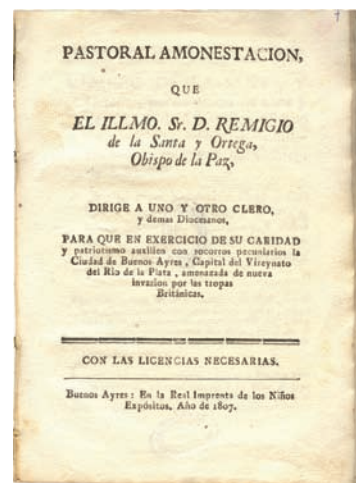 PASTORAL AMONESTACION,
QUE
EL ILLMO. Sr. D. REMIGIO
de la Santa y Ortega,
Obispo de la Paz,
DIRIGE A UNO Y OTRO CLERO,
y demas Diocesanos,
PARA QUE EN EXERCICIO DE SU CARIDAD
y patriotismo auxilien con socorros pecuniarios la
Ciudad de Buenos Ayres, Capital del Vireynato
del Rio de la Plata, amenazada de nueva
invasion por las tropas
Británicas.
CON LAS LICENCIAS NECESARIAS.
Buenos Ayres: En la Real Imprenta de los Niños
Expósitos, Año de 1807.